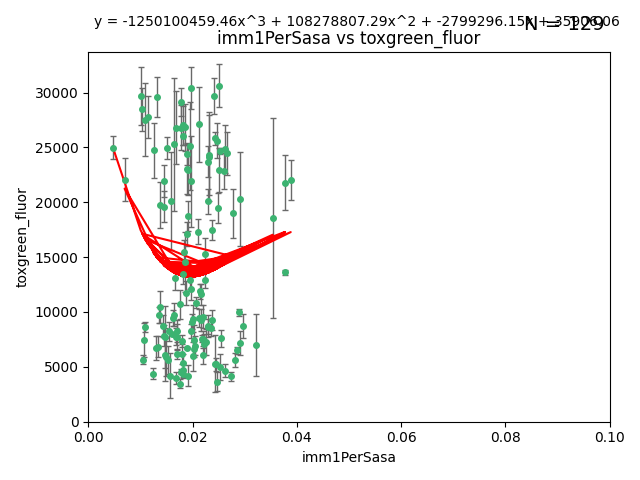 y = -1250100459.46x^3 + 108278807.29x^2 + -2799296.15x + 35906.06
N = 129
imm1PerSasa vs toxgreen_fluor
toxgreen_fluor
30000
25000
20000
15000
10000
5000
0
0.00 0.02 0.04 0.06 0.08 0.10
imm1PerSasa